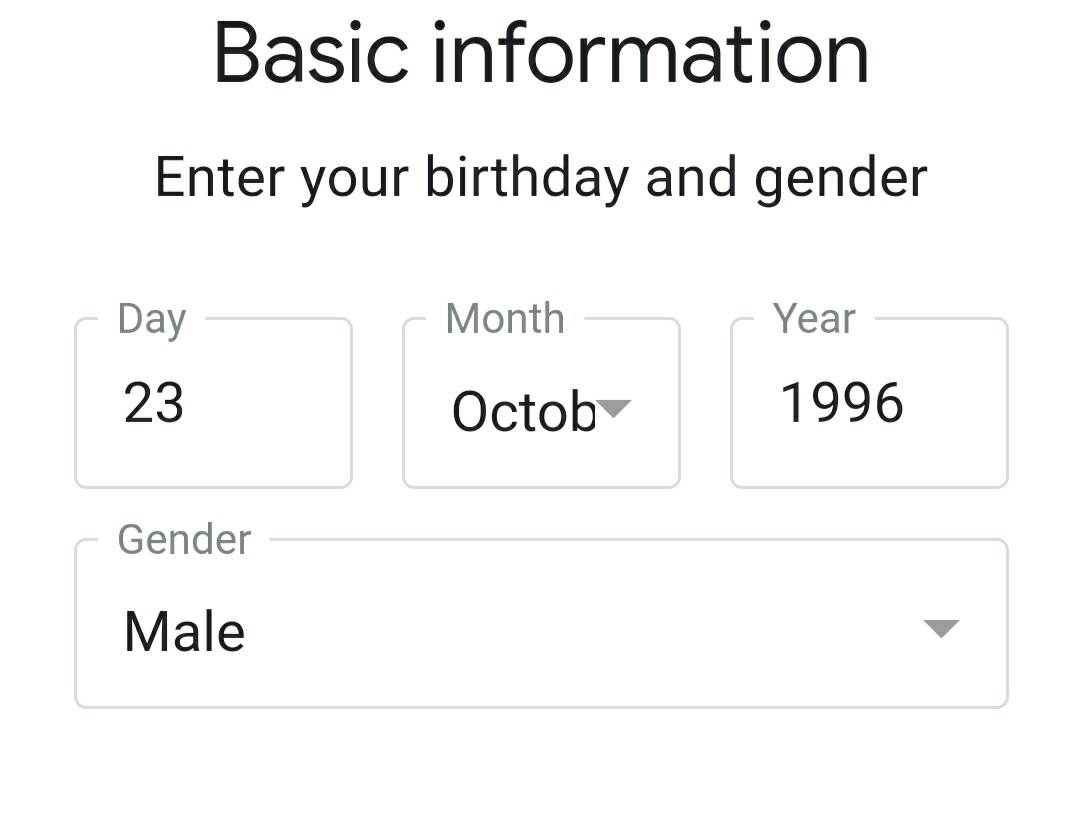 Basic information
Enter your birthday and gender
Day Month Year
23 Octob 1996
Gender
Male